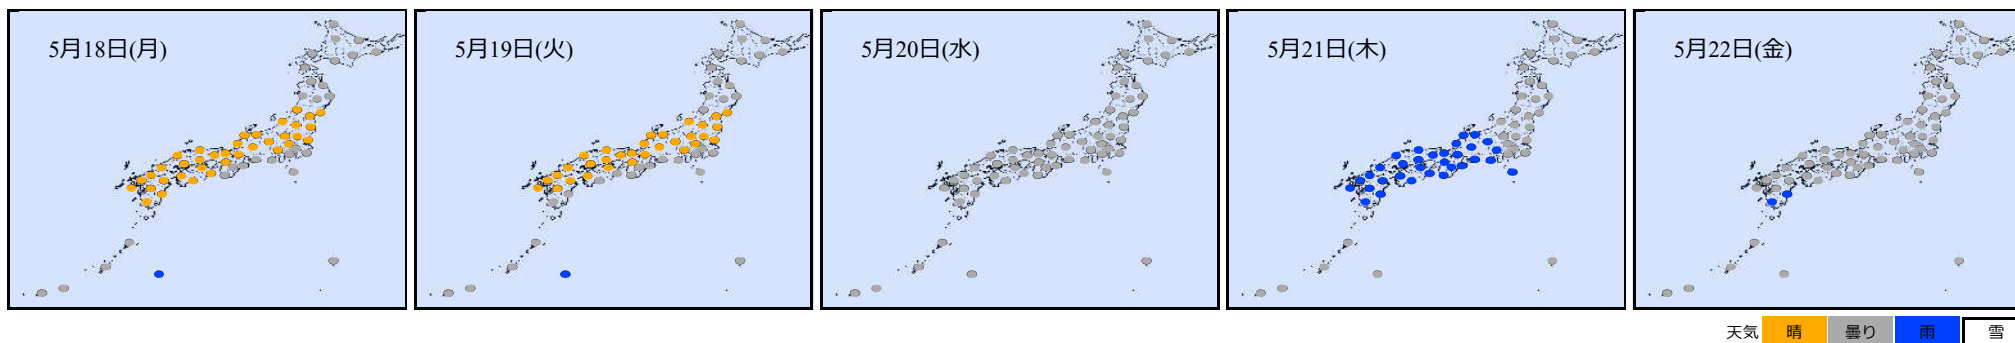 5月18日(月)
5月19日(火)
5月20日(水)
5月21日(木)
5月22日(金)
天気 晴 曇り 雨 雪